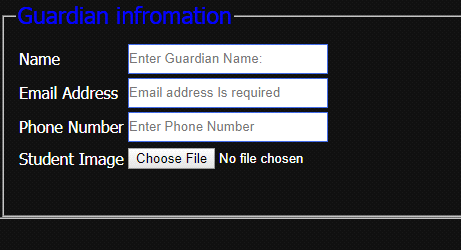 Guardian infromation
Name Enter Guardian Name:
Email Address Email address Is required
Phone Number Enter Phone Number
Student Image Choose File No file chosen